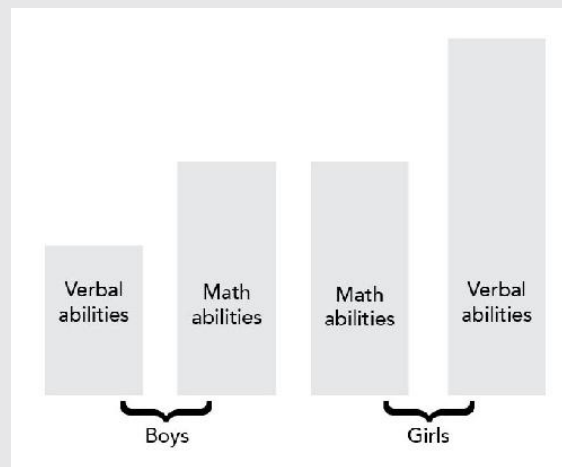 Verbal
abilities
Math
abilities
Math
abilities
Verbal
abilities
Boys
Girls